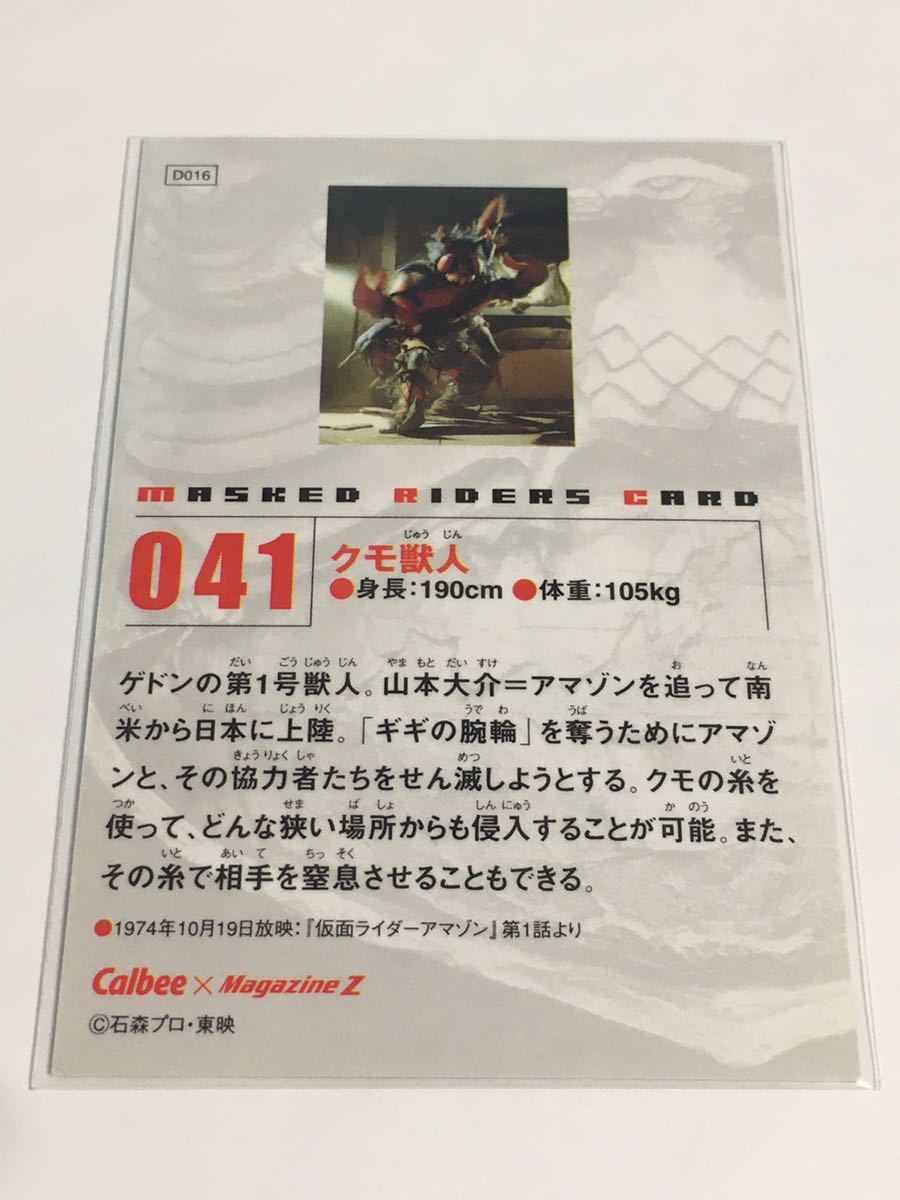 D016
MASKED RIDERS CARD
041
じゅう じん
クモ獣人
●身長：190cm ●体重：105kg
だい ごう じゅう じん やま もと だい すけ お なん
ゲドンの第1号獣人。山本大介＝アマゾンを追って南
べい に ほん じょう りく うで わ うば
米から日本に上陸。「ギギの腕輪」を奪うためにアマゾ
きょう りょく しゃ めつ いと
ンと、その協力者たちをせん滅しようとする。クモの糸を
つか せま ば しょ しん にゅう か のう
使って、どんな狭い場所からも侵入することが可能。また、
いと あい て ちっ そく
その糸で相手を窒息させることもできる。
●1974年10月19日放映：『仮面ライダーアマゾン』第1話より
Calbee×Magazine Z
©石森プロ・東映